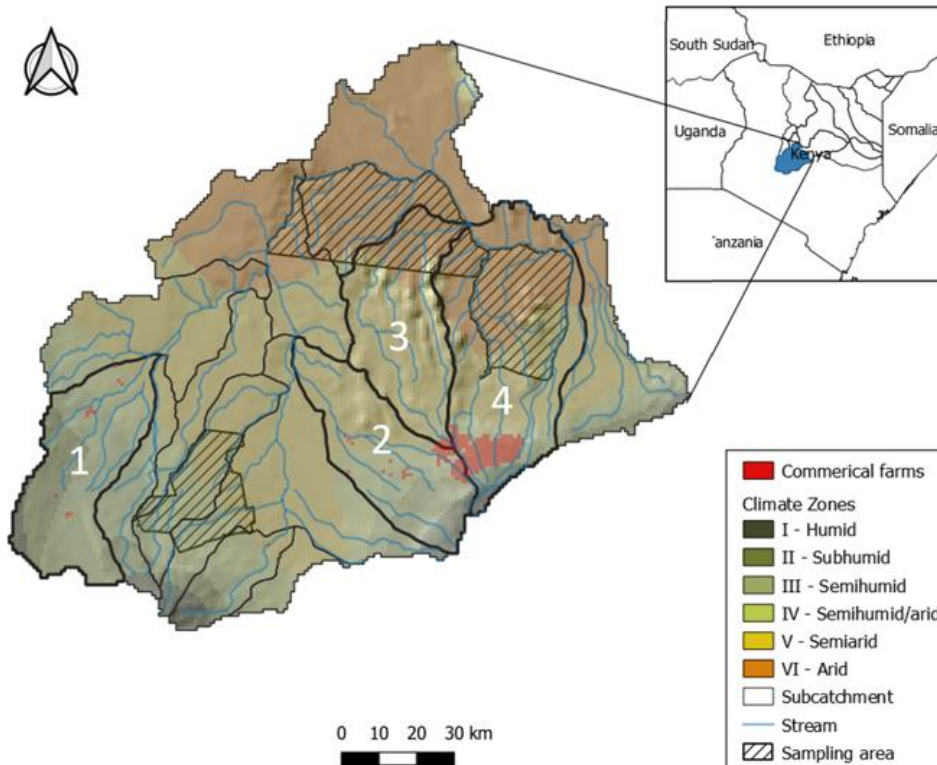 South Sudan
Ethiopia
Uganda
Somalia
Kenya
Tanzania
3
4
2
1
Commerical farms
Climate Zones
I - Humid
II - Subhumid
III - Semihumid
IV - Semihumid/arid
V - Semiarid
VI - Arid
Subcatchment
Stream
Sampling area
0 10 20 30 km